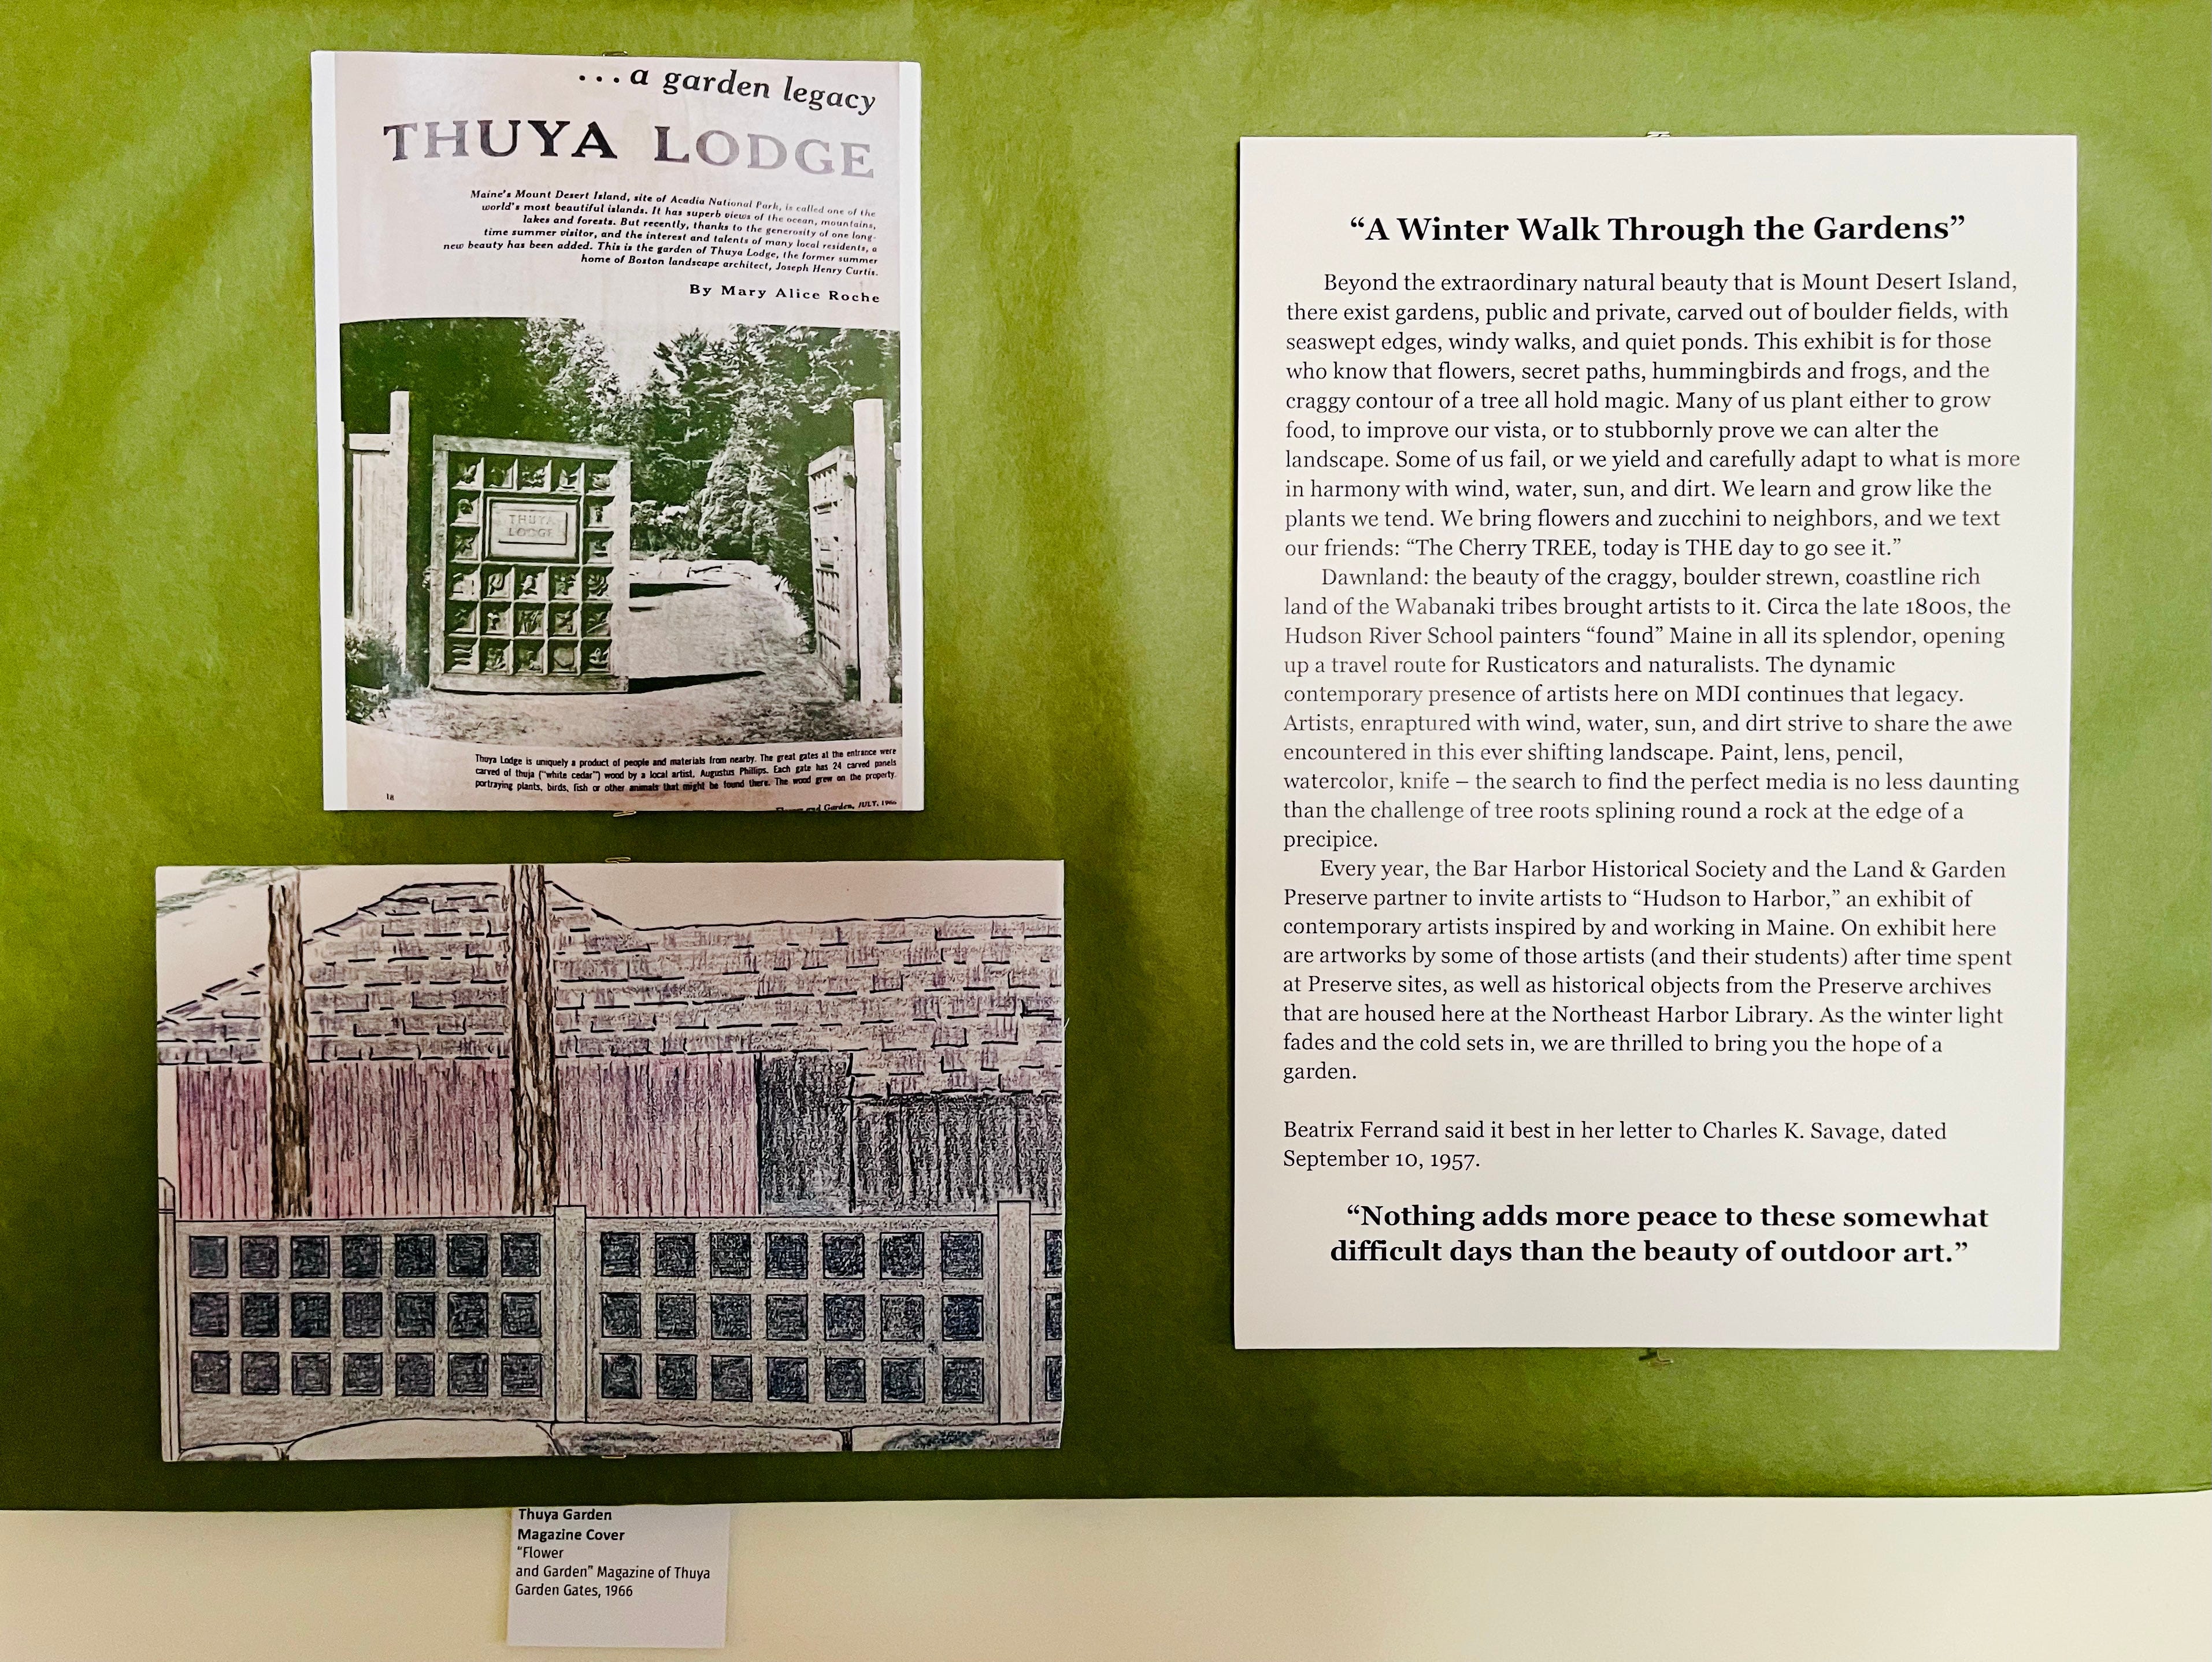 ...a garden legacy
THUYA LODGE
Maine's Mount Desert Island, site of Acadia National Park, is called one of the
world's most beautiful islands. It has superb views of the ocean, mountains,
lakes and forests. But recently, thanks to the generosity of one long-
time summer visitor, and the interest and talents of many local residents, a
new beauty has been added. This is the garden of Thuya Lodge, the former summer
home of Boston landscape architect, Joseph Henry Curtis.
By Mary Alice Roche
THUYA
LODGE
Thuya Lodge is uniquely a product of people and materials from nearby. The great gates at the entrance were
carved of thuja ("white cedar") wood by a local artist, Augustus Phillips. Each gate has 24 carved panels
portraying plants, birds, fish or other animals that might be found there. The wood grew on the property.
18
Flower and Garden, JULY, 1966
Thuya Garden
Magazine Cover
"Flower
and Garden" Magazine of Thuya
Garden Gates, 1966
“A Winter Walk Through the Gardens”
Beyond the extraordinary natural beauty that is Mount Desert Island,
there exist gardens, public and private, carved out of boulder fields, with
seaswept edges, windy walks, and quiet ponds. This exhibit is for those
who know that flowers, secret paths, hummingbirds and frogs, and the
craggy contour of a tree all hold magic. Many of us plant either to grow
food, to improve our vista, or to stubbornly prove we can alter the
landscape. Some of us fail, or we yield and carefully adapt to what is more
in harmony with wind, water, sun, and dirt. We learn and grow like the
plants we tend. We bring flowers and zucchini to neighbors, and we text
our friends: “The Cherry TREE, today is THE day to go see it.”
Dawnland: the beauty of the craggy, boulder strewn, coastline rich
land of the Wabanaki tribes brought artists to it. Circa the late 1800s, the
Hudson River School painters “found” Maine in all its splendor, opening
up a travel route for Rusticators and naturalists. The dynamic
contemporary presence of artists here on MDI continues that legacy.
Artists, enraptured with wind, water, sun, and dirt strive to share the awe
encountered in this ever shifting landscape. Paint, lens, pencil,
watercolor, knife – the search to find the perfect media is no less daunting
than the challenge of tree roots splining round a rock at the edge of a
precipice.
Every year, the Bar Harbor Historical Society and the Land & Garden
Preserve partner to invite artists to “Hudson to Harbor,” an exhibit of
contemporary artists inspired by and working in Maine. On exhibit here
are artworks by some of those artists (and their students) after time spent
at Preserve sites, as well as historical objects from the Preserve archives
that are housed here at the Northeast Harbor Library. As the winter light
fades and the cold sets in, we are thrilled to bring you the hope of a
garden.
Beatrix Ferrand said it best in her letter to Charles K. Savage, dated
September 10, 1957.
“Nothing adds more peace to these somewhat
difficult days than the beauty of outdoor art.”